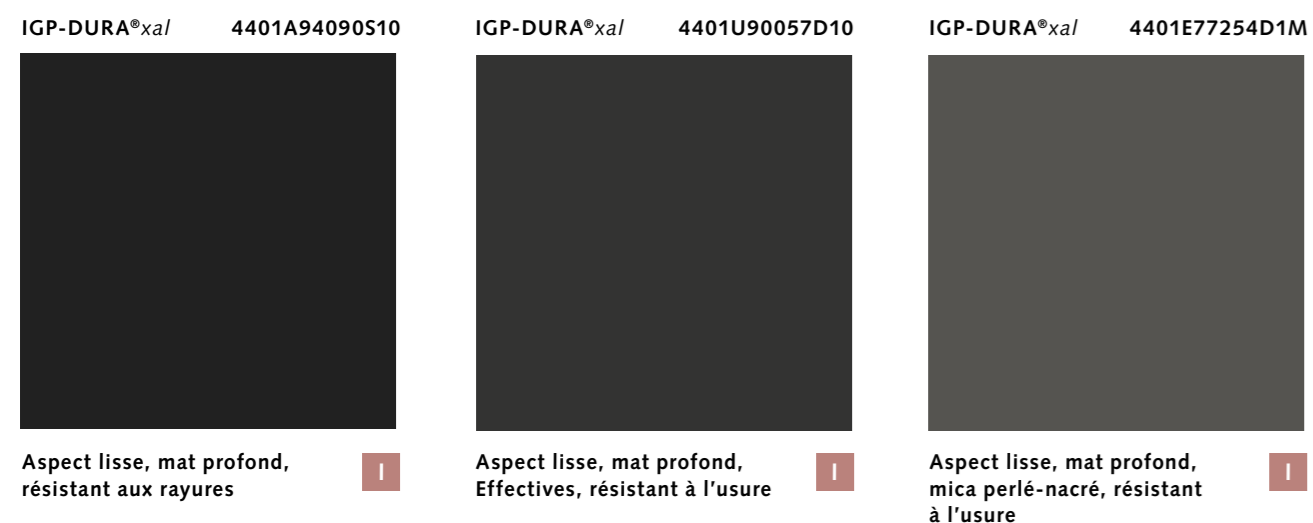 IGP-DURA®xal 4401A94090S10
Aspect lisse, mat profond,
résistant aux rayures
I
IGP-DURA®xal 4401U90057D10
Aspect lisse, mat profond,
Effectives, résistant à l’usure
I
IGP-DURA®xal 4401E77254D1M
Aspect lisse, mat profond,
mica perlé-nacré, résistant
à l’usure
I